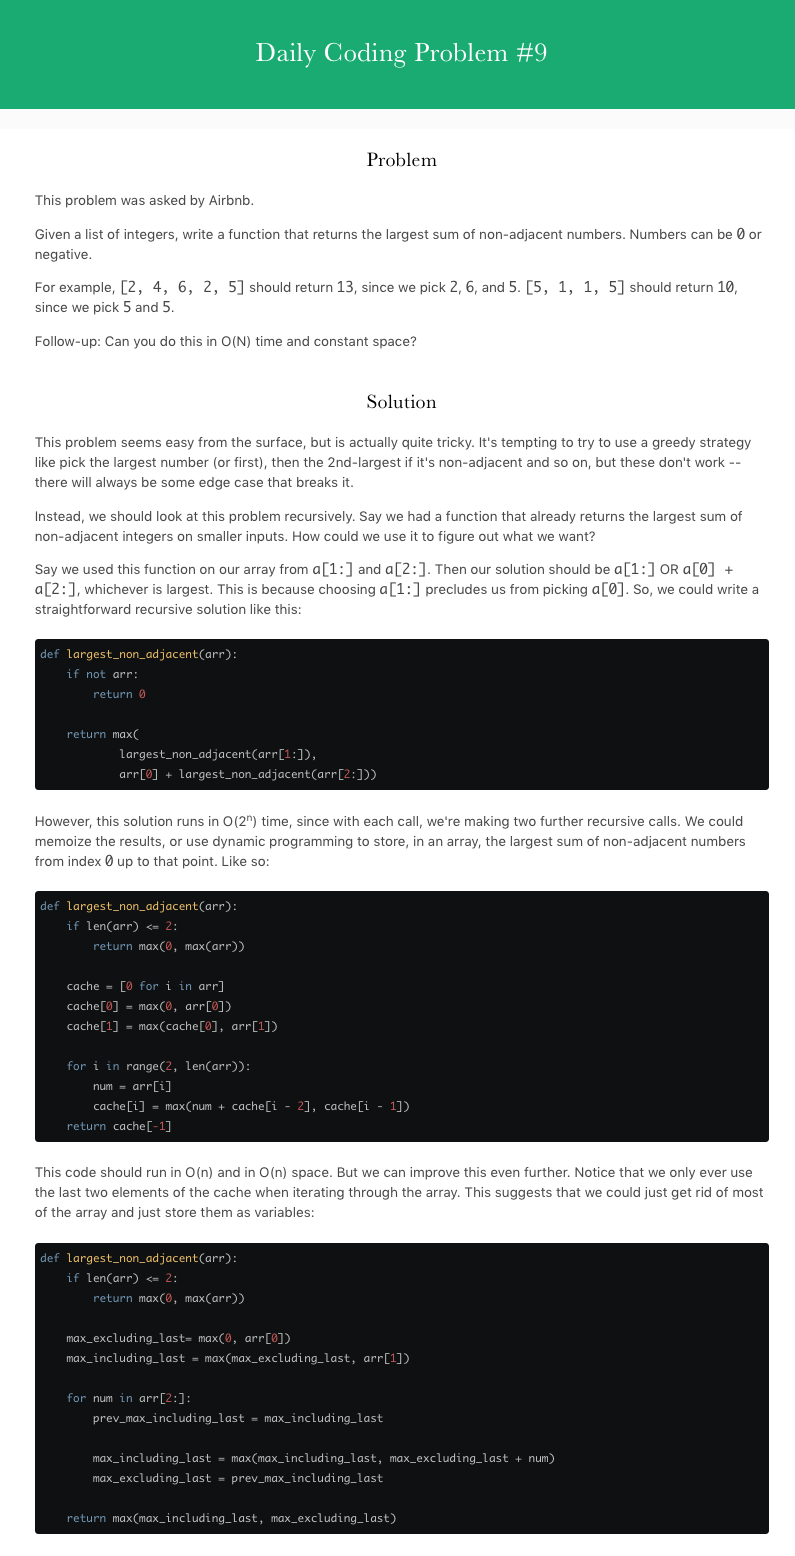 Daily Coding Problem #9
Problem
This problem was asked by Airbnb.
Given a list of integers, write a function that returns the largest sum of non-adjacent numbers. Numbers can be 0 or
negative.
For example, [2, 4, 6, 2, 5] should return 13, since we pick 2, 6, and 5. [5, 1, 1, 5] should return 10,
since we pick 5 and 5.
Follow-up: Can you do this in O(N) time and constant space?
Solution
This problem seems easy from the surface, but is actually quite tricky. It's tempting to try to use a greedy strategy
like pick the largest number (or first), then the 2nd-largest if it's non-adjacent and so on, but these don't work --
there will always be some edge case that breaks it.
Instead, we should look at this problem recursively. Say we had a function that already returns the largest sum of
non-adjacent integers on smaller inputs. How could we use it to figure out what we want?
Say we used this function on our array from a[1:] and a[2:]. Then our solution should be a[1:] OR a[0] +
a[2:], whichever is largest. This is because choosing a[1:] precludes us from picking a[0]. So, we could write a
straightforward recursive solution like this:
def largest_non_adjacent(arr):
    if not arr:
        return 0

    return max(
            largest_non_adjacent(arr[1:]),
            arr[0] + largest_non_adjacent(arr[2:]))
However, this solution runs in O(2ⁿ) time, since with each call, we're making two further recursive calls. We could
memoize the results, or use dynamic programming to store, in an array, the largest sum of non-adjacent numbers
from index 0 up to that point. Like so:
def largest_non_adjacent(arr):
    if len(arr) <= 2:
        return max(0, max(arr))

    cache = [0 for i in arr]
    cache[0] = max(0, arr[0])
    cache[1] = max(cache[0], arr[1])

    for i in range(2, len(arr)):
        num = arr[i]
        cache[i] = max(num + cache[i - 2], cache[i - 1])
    return cache[-1]
This code should run in O(n) and in O(n) space. But we can improve this even further. Notice that we only ever use
the last two elements of the cache when iterating through the array. This suggests that we could just get rid of most
of the array and just store them as variables:
def largest_non_adjacent(arr):
    if len(arr) <= 2:
        return max(0, max(arr))

    max_excluding_last= max(0, arr[0])
    max_including_last = max(max_excluding_last, arr[1])

    for num in arr[2:]:
        prev_max_including_last = max_including_last

        max_including_last = max(max_including_last, max_excluding_last + num)
        max_excluding_last = prev_max_including_last

    return max(max_including_last, max_excluding_last)